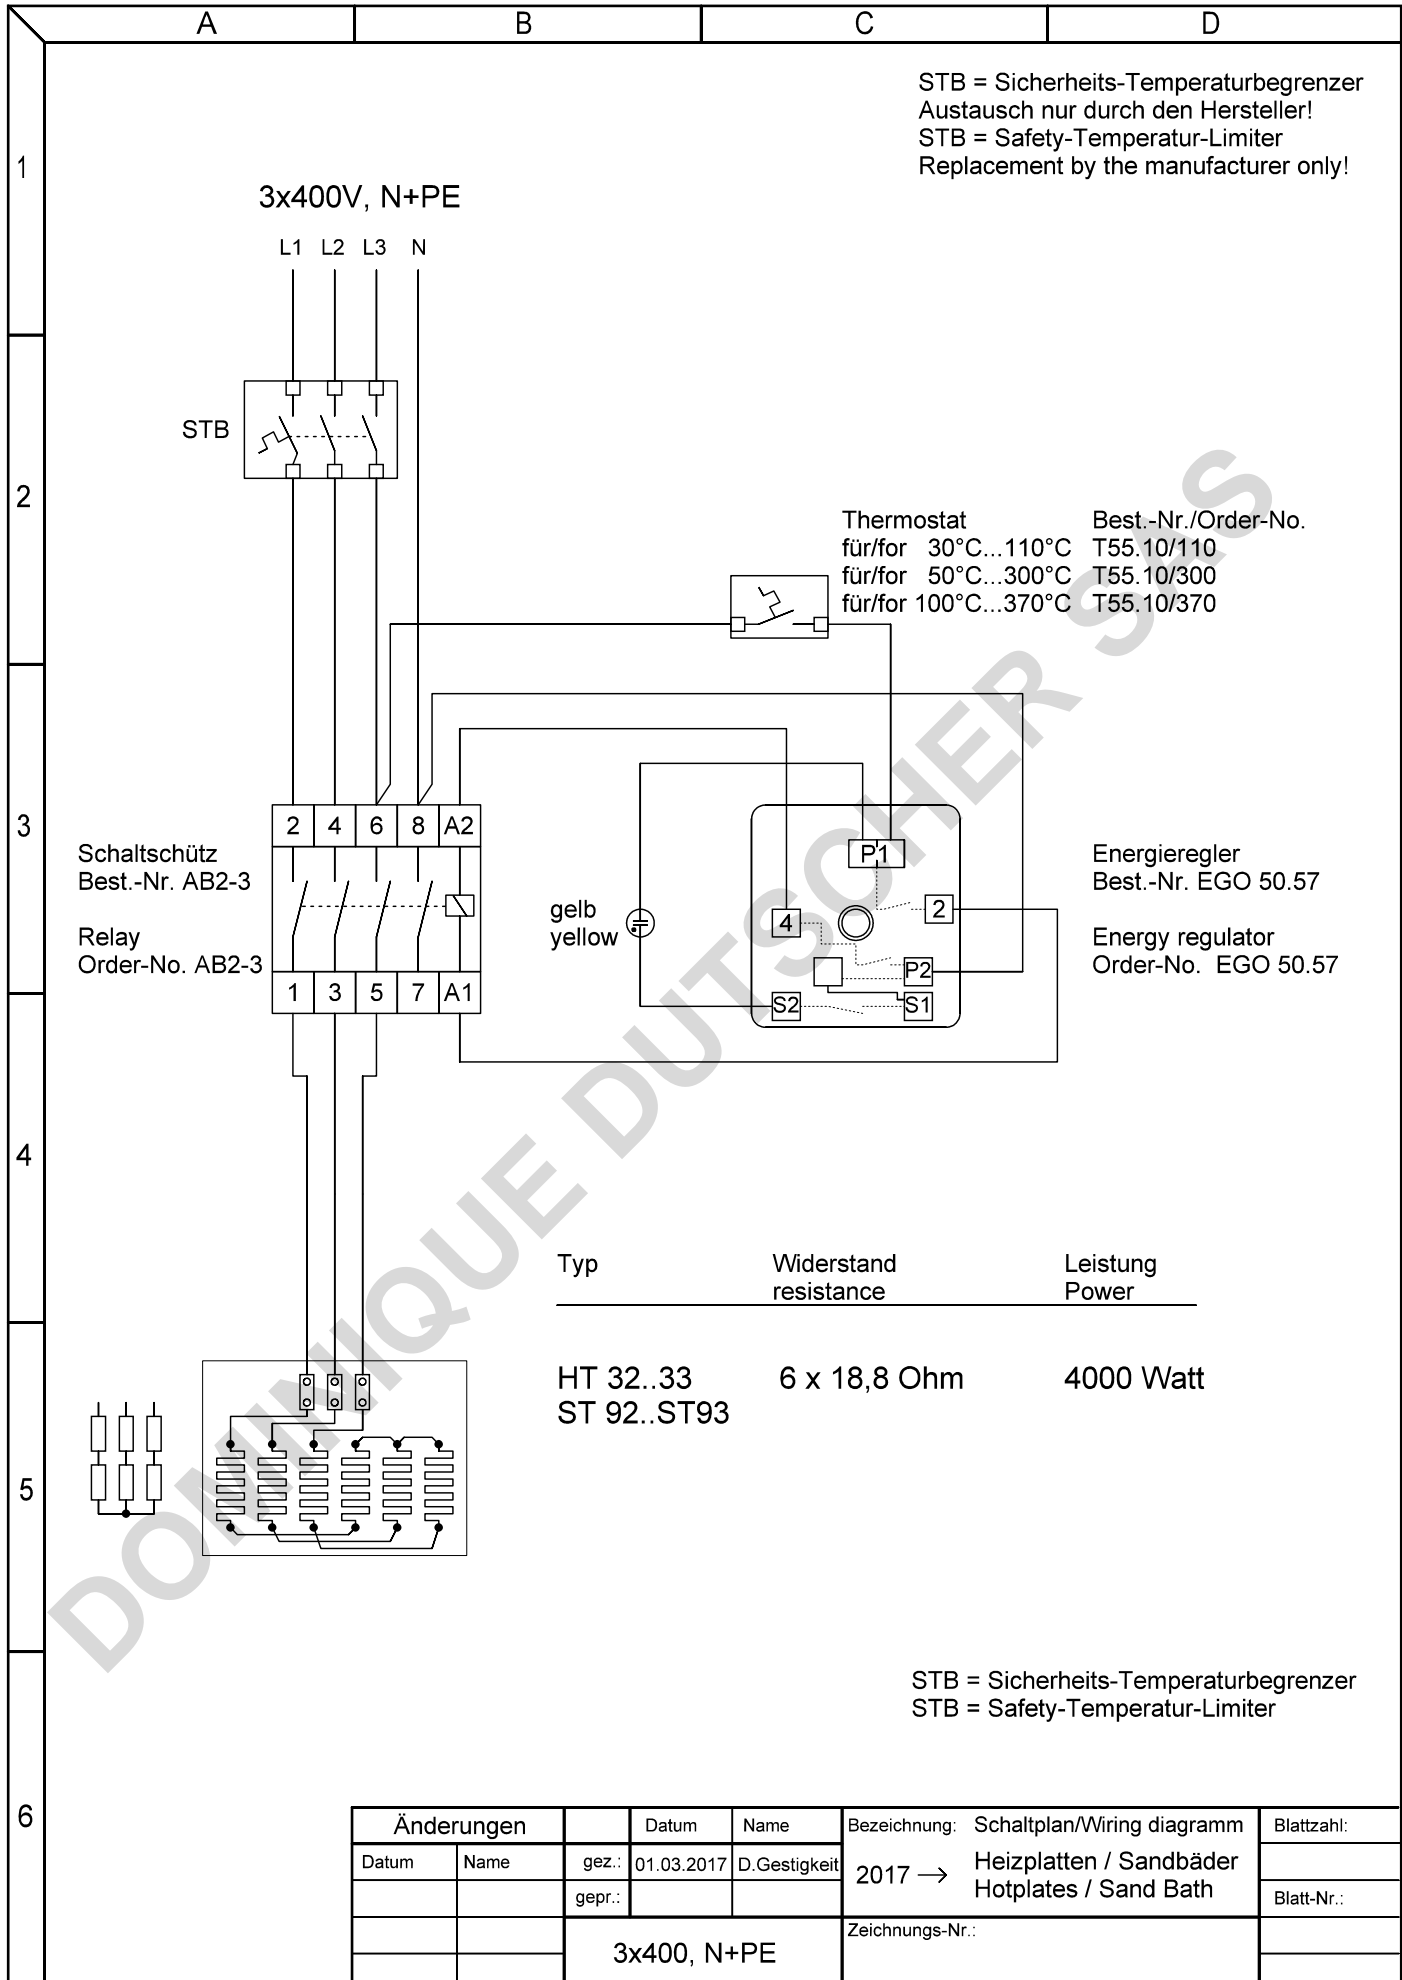 A B C D
STB = Sicherheits-Temperaturbegrenzer
Austausch nur durch den Hersteller!
STB = Safety-Temperatur-Limiter
Replacement by the manufacturer only!
1
3x400V, N+PE
L1 L2 L3 N
STB
2
Thermostat Best.-Nr./Order-No.
für/for 30°C...110°C T55.10/110
für/for 50°C...300°C T55.10/300
für/for 100°C...370°C T55.10/370
3
2 4 6 8 A2
Schaltschütz
Best.-Nr. AB2-3
Relay
Order-No. AB2-3
1 3 5 7 A1
gelb
yellow
P1
2
4
P2
S2 S1
Energieregler
Best.-Nr. EGO 50.57
Energy regulator
Order-No. EGO 50.57
4
Typ Widerstand Leistung
resistance Power
HT 32..33 6 x 18,8 Ohm 4000 Watt
ST 92..ST93
5
DOMINIQUE DUTSCHER SAS
STB = Sicherheits-Temperaturbegrenzer
STB = Safety-Temperatur-Limiter
6
Änderungen Datum Name Bezeichnung: Schaltplan/Wiring diagramm Blattzahl:
Datum Name gez.: 01.03.2017 D.Gestigkeit 2017 → Heizplatten / Sandbäder
gepr.: Hotplates / Sand Bath Blatt-Nr.:
3x400, N+PE Zeichnungs-Nr.: